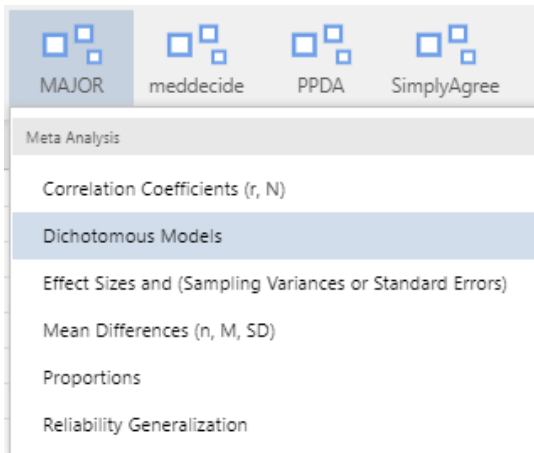 MAJOR meddecide PPDA SimplyAgree
Meta Analysis
Correlation Coefficients (r, N)
Dichotomous Models
Effect Sizes and (Sampling Variances or Standard Errors)
Mean Differences (n, M, SD)
Proportions
Reliability Generalization